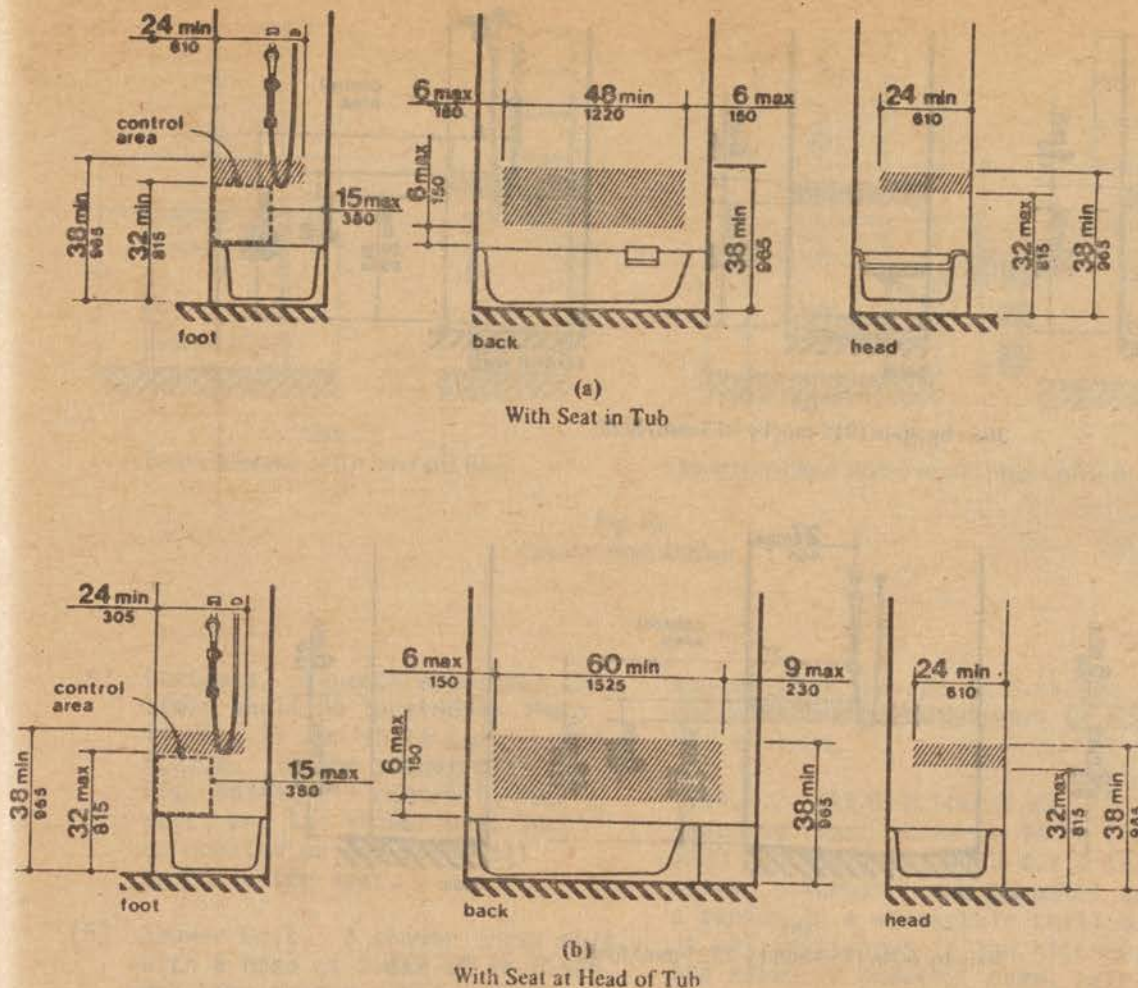 24 min
610
control
area
38 min
965
32 min
815
15 max
380
foot
6 max
180
48 min
1220
6 max
150
6 max
150
38 min
965
back
24 min
610
32 max
815
38 min
965
head
(a)
With Seat in Tub
24 min
305
control
area
38 min
965
32 max
815
15 max
380
foot
6 max
150
60 min
1525
9 max
230
6 max
150
38 min
965
back
24 min
610
32 max
815
38 min
head
(b)
With Seat at Head of Tub